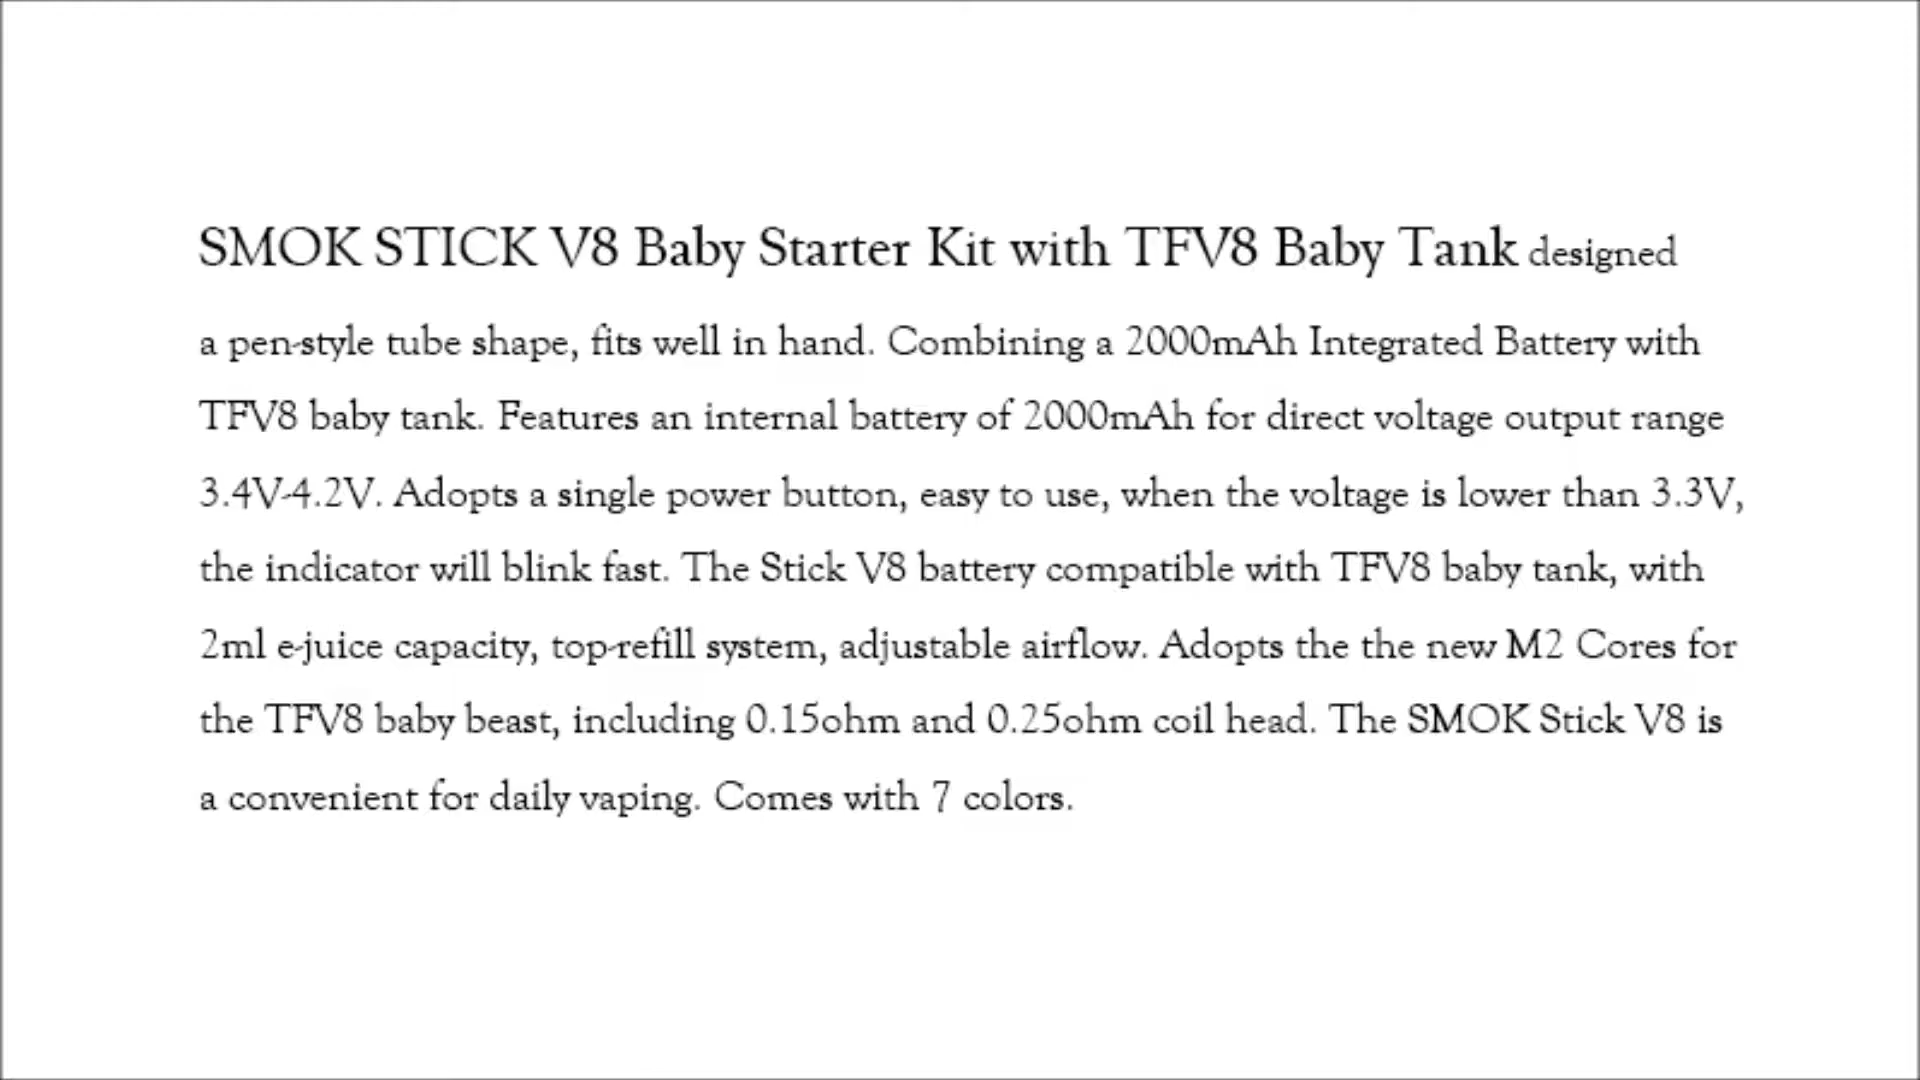 SMOK STICK V8 Baby Starter Kit with TFV8 Baby Tank designed
a pen-style tube shape, fits well in hand. Combining a 2000mAh Integrated Battery with
TFV8 baby tank. Features an internal battery of 2000mAh for direct voltage output range
3.4V-4.2V. Adopts a single power button, easy to use, when the voltage is lower than 3.3V,
the indicator will blink fast. The Stick V8 battery compatible with TFV8 baby tank, with
2ml e-juice capacity, top-refill system, adjustable airflow. Adopts the the new M2 Cores for
the TFV8 baby beast, including 0.15ohm and 0.25ohm coil head. The SMOK Stick V8 is
a convenient for daily vaping. Comes with 7 colors.